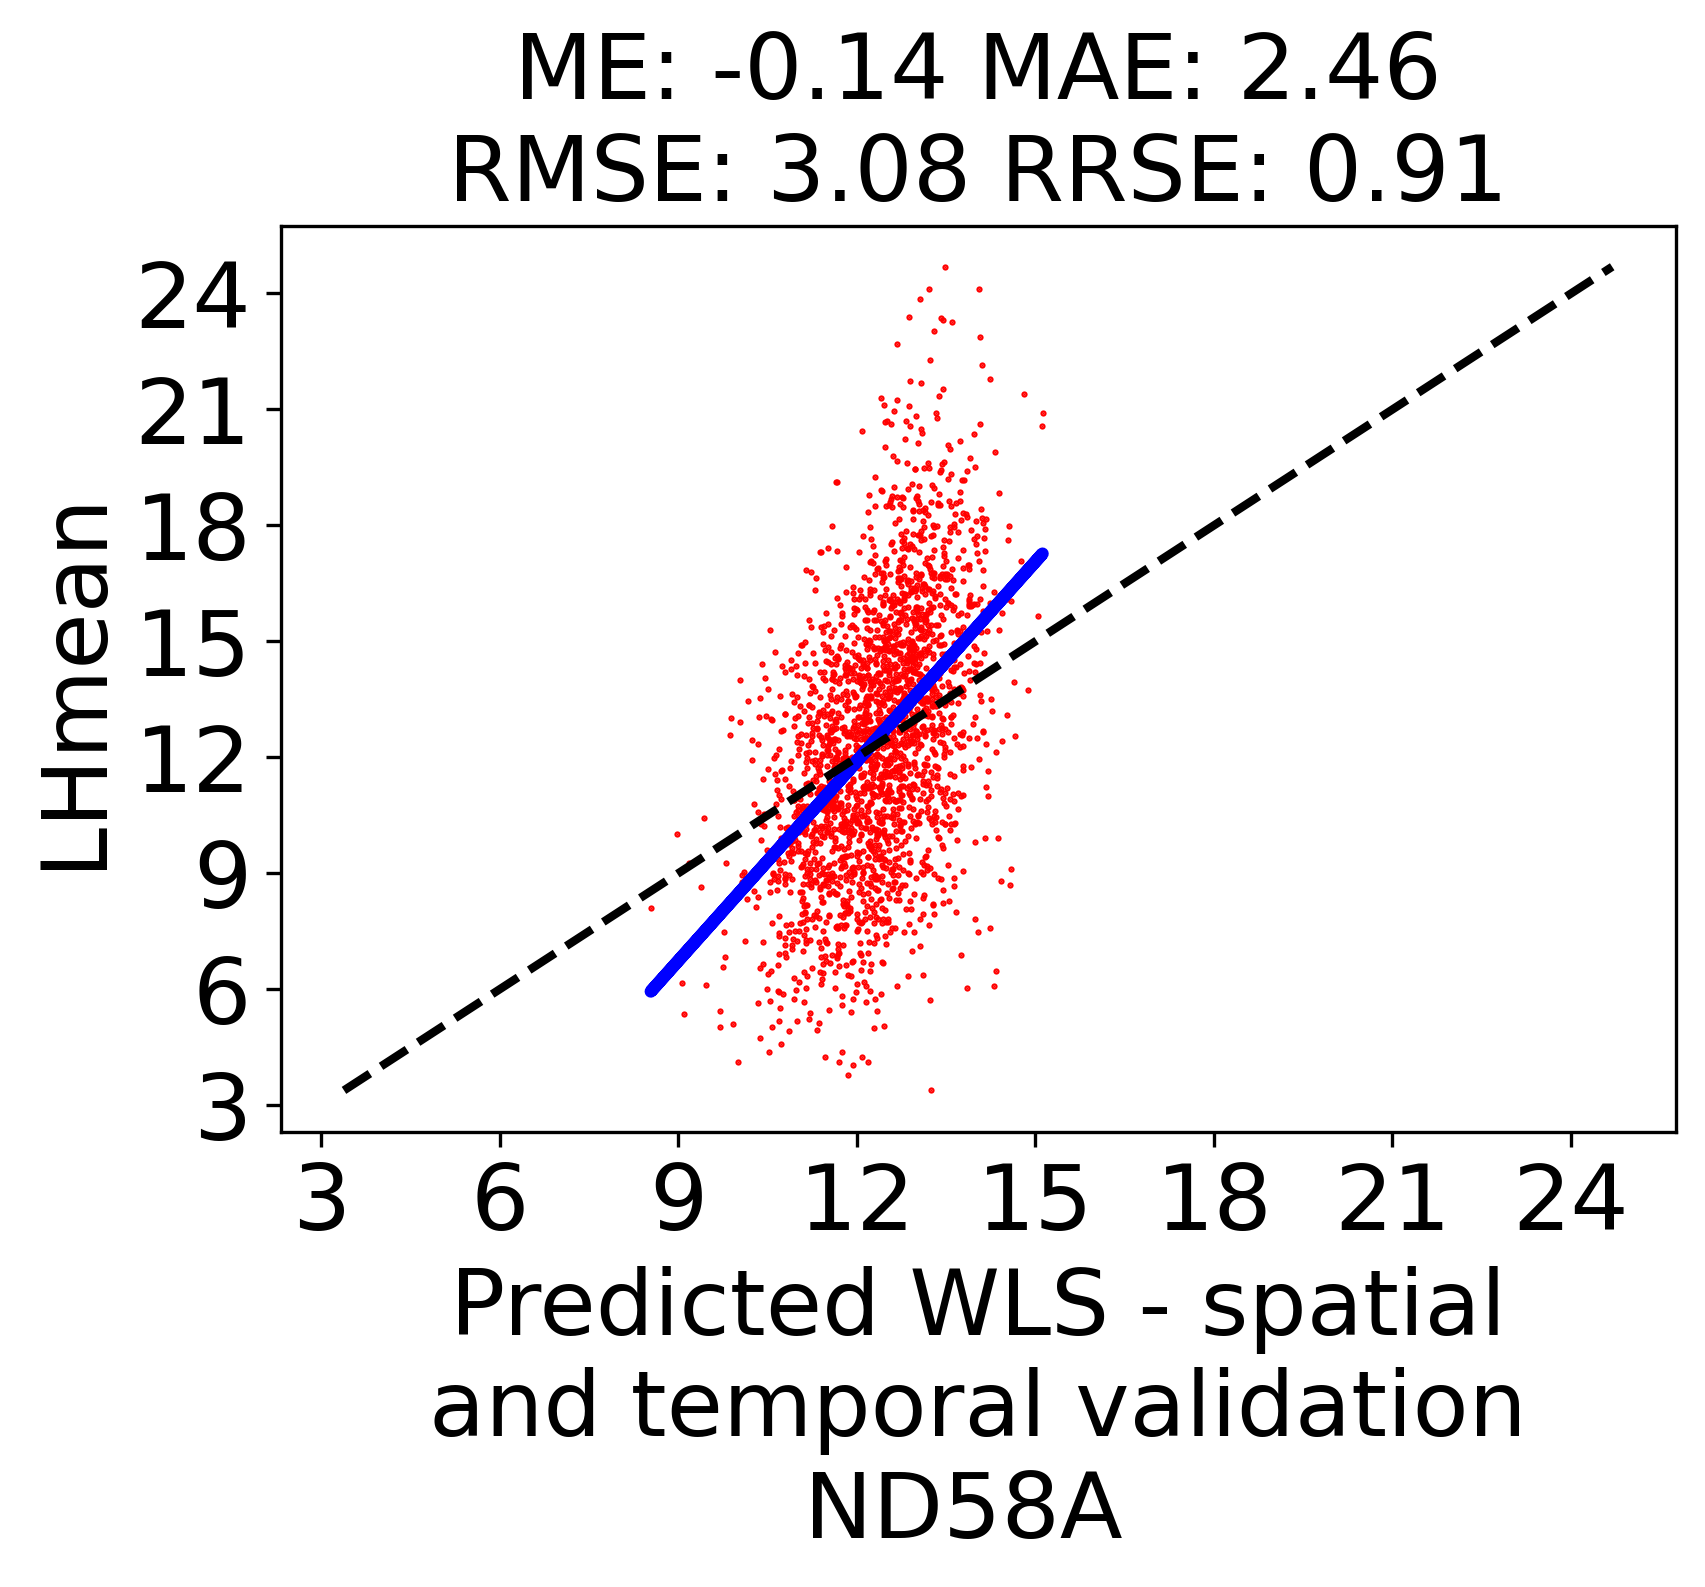 ME: -0.14 MAE: 2.46
RMSE: 3.08 RRSE: 0.91
24
21
18
15
12
9
6
3
LHmean
3 6 9 12 15 18 21 24
Predicted WLS - spatial
and temporal validation
ND58A